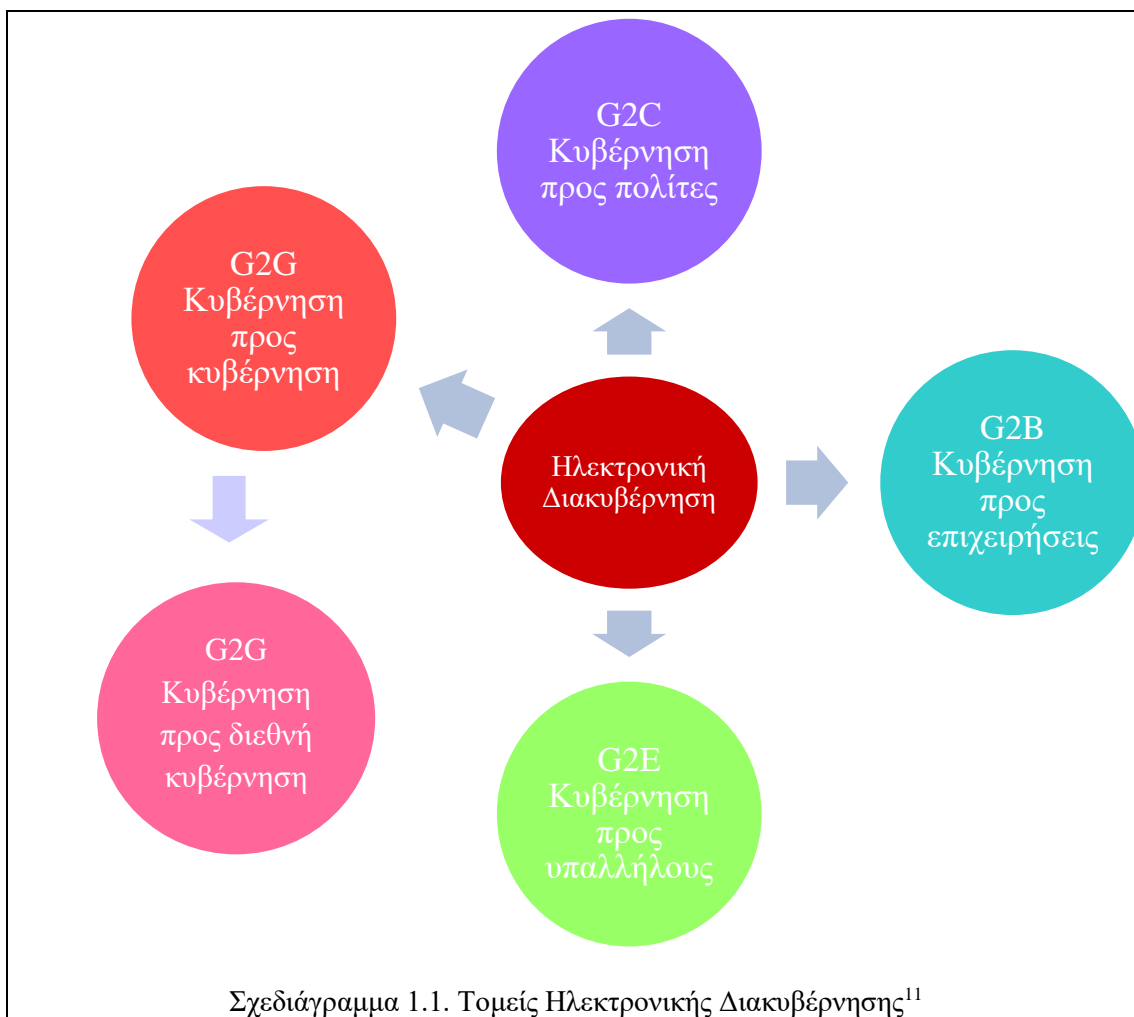 G2C
Κυβέρνηση
προς πολίτες
G2G
Κυβέρνηση
προς
κυβέρνηση
G2B
Κυβέρνηση
προς
επιχειρήσεις
Ηλεκτρονική
Διακυβέρνηση
G2G
Κυβέρνηση
προς διεθνή
κυβέρνηση
G2E
Κυβέρνηση
προς
υπαλλήλους
Σχεδιάγραμμα 1.1. Τομείς Ηλεκτρονικής Διακυβέρνησης¹¹